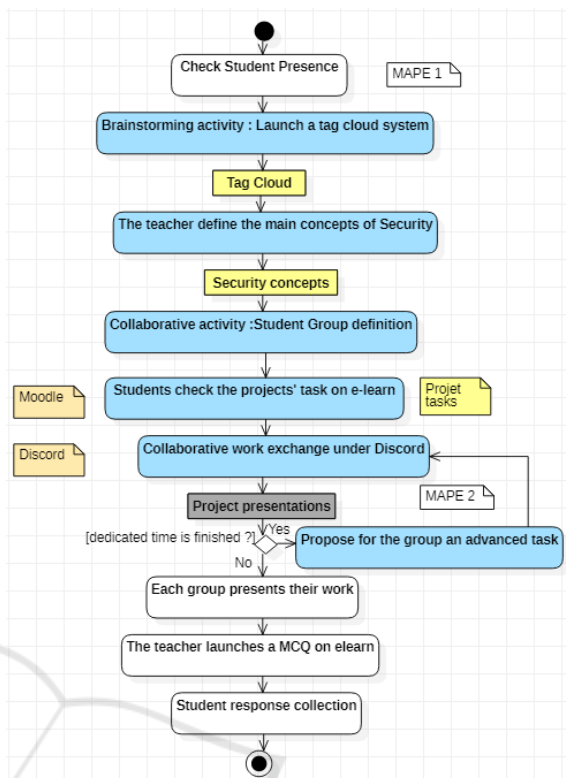 Check Student Presence
MAPE 1
Brainstorming activity : Launch a tag cloud system
Tag Cloud
The teacher define the main concepts of Security
Security concepts
Collaborative activity :Student Group definition
Moodle
Students check the projects' task on e-learn
Projet
tasks
Discord
Collaborative work exchange under Discord
MAPE 2
Project presentations
[dedicated time is finished ?]
Yes
Propose for the group an advanced task
No
Each group presents their work
The teacher launches a MCQ on elearn
Student response collection